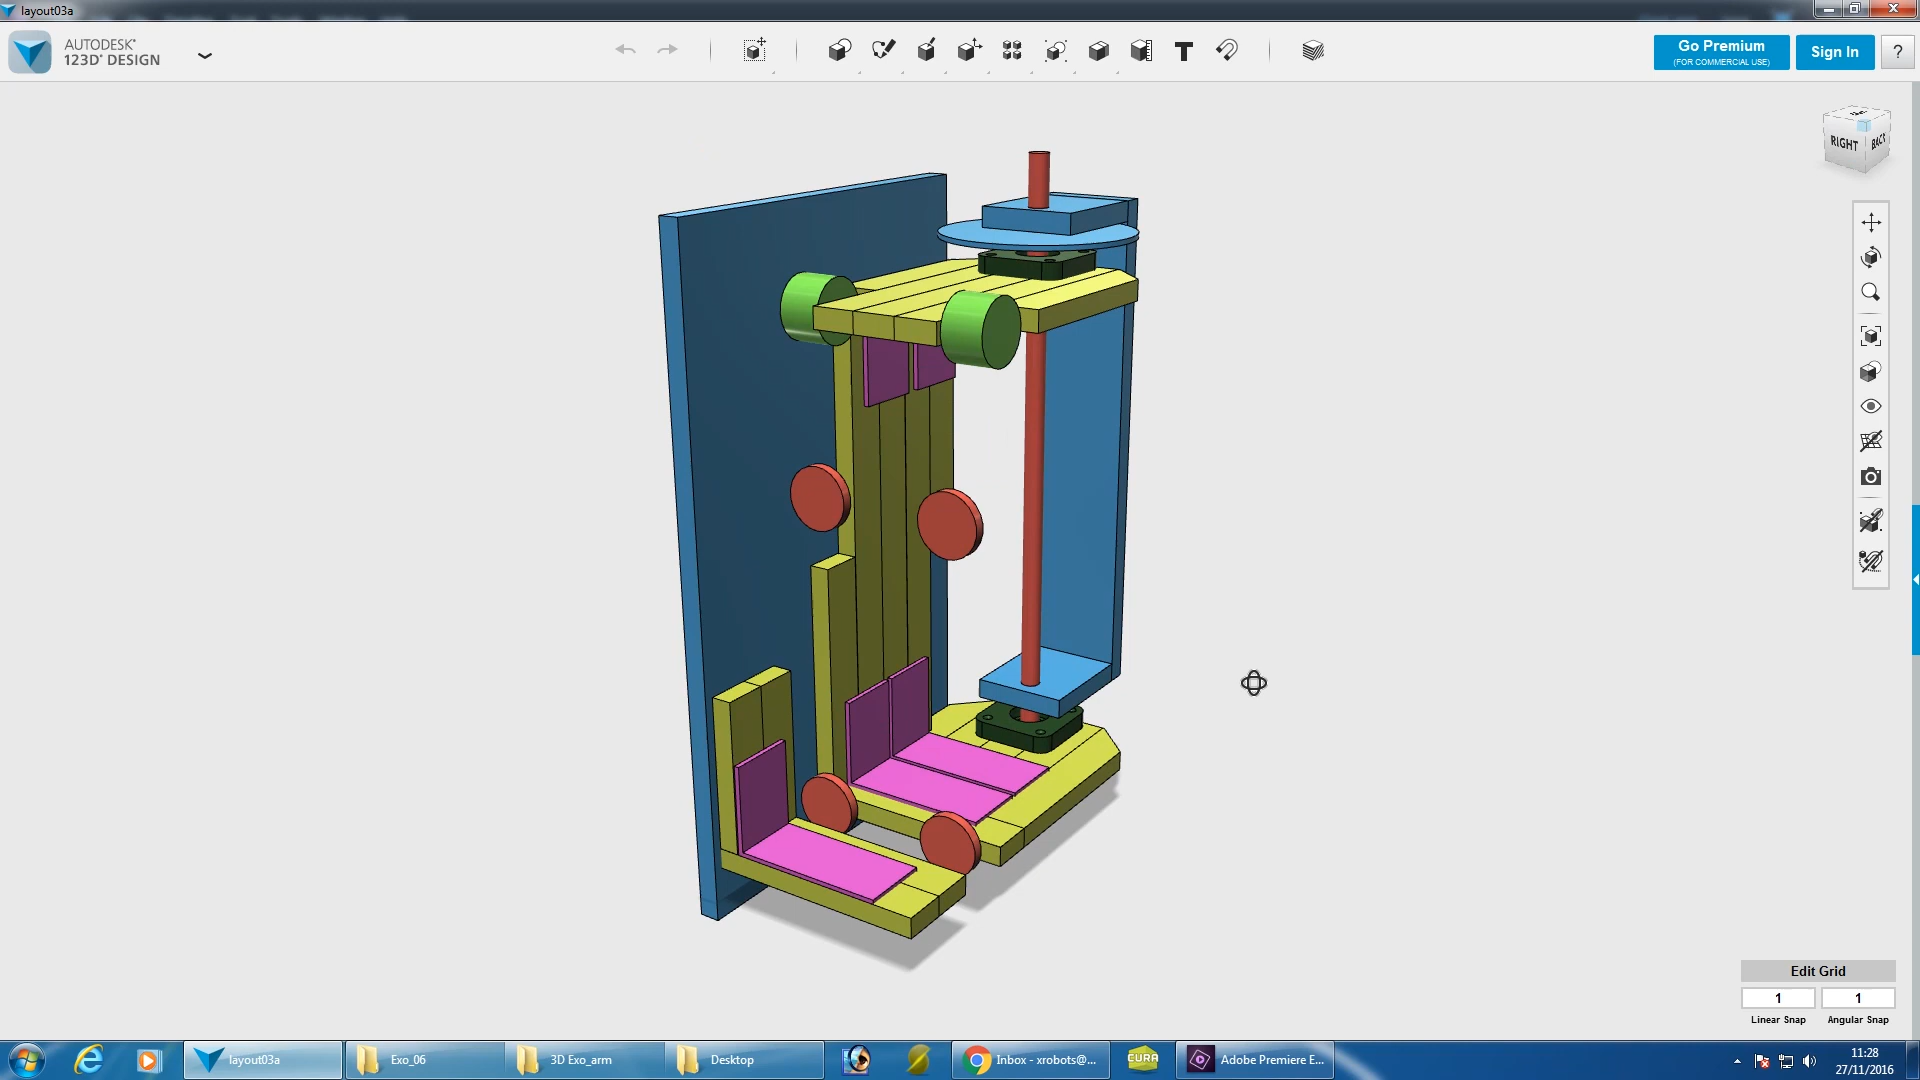 layout03a
AUTODESK®
123D® DESIGN
T
Go Premium
(FOR COMMERCIAL USE)
Sign In
?
RIGHT
BACK
Edit Grid
1
1
Linear Snap
Angular Snap
layout03a
Exo_06
3D Exo_arm
Desktop
Inbox - xrobots@...
CURA
Adobe Premiere E...
11:28
27/11/2016